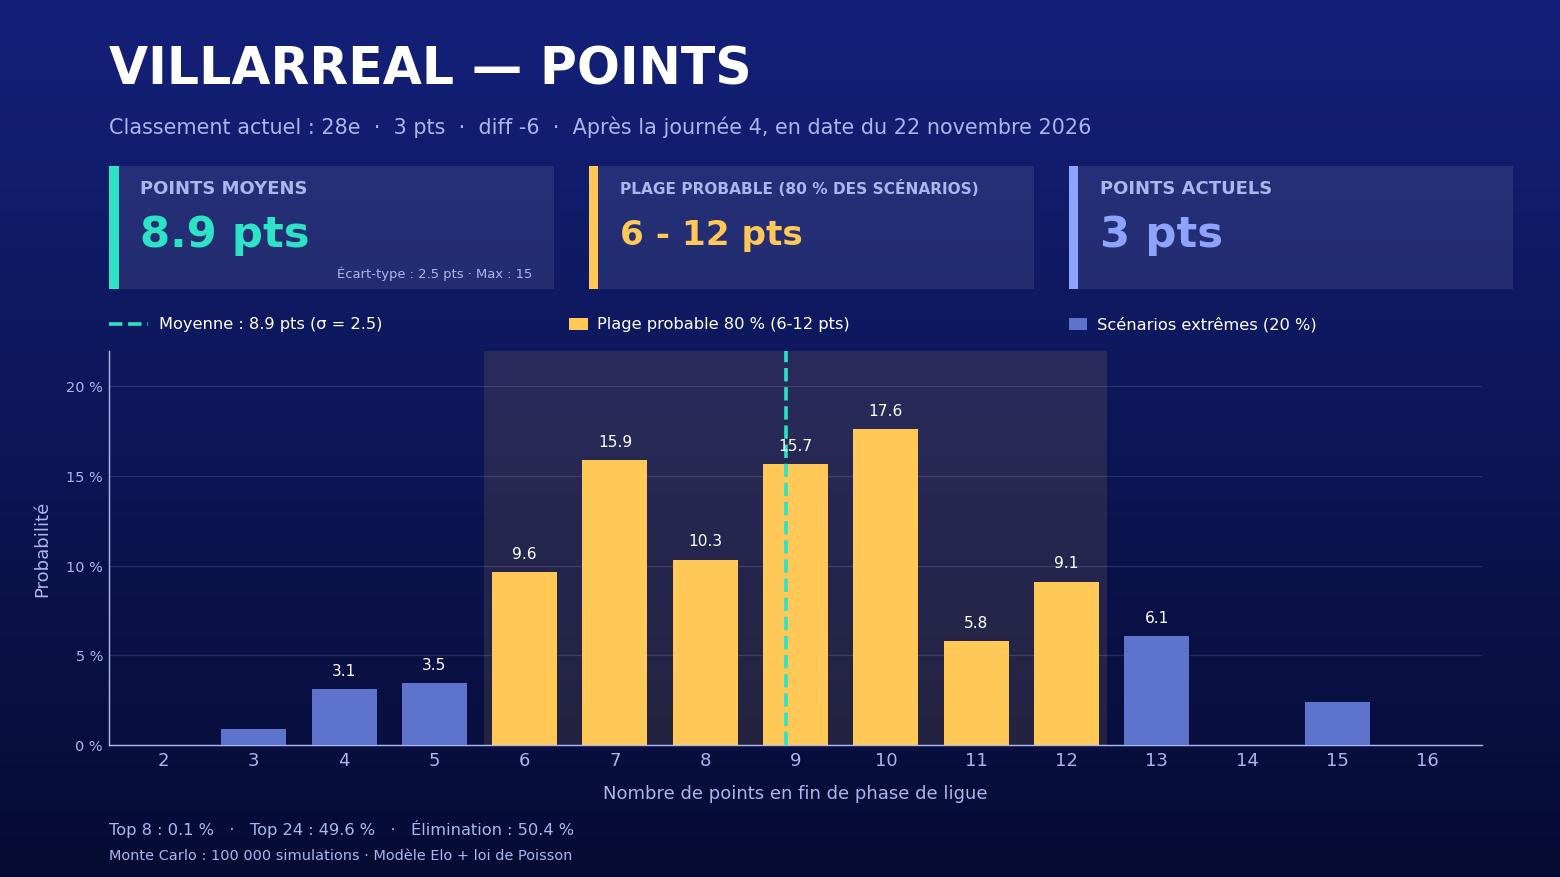 VILLARREAL — POINTS
Classement actuel : 28e · 3 pts · diff -6 · Après la journée 4, en date du 22 novembre 2026
POINTS MOYENS
8.9 pts
Écart-type : 2.5 pts · Max : 15
PLAGE PROBABLE (80 % DES SCÉNARIOS)
6 - 12 pts
POINTS ACTUELS
3 pts
Moyenne : 8.9 pts (σ = 2.5)
Plage probable 80 % (6-12 pts)
Scénarios extrêmes (20 %)
Probabilité
20 %
15 %
10 %
5 %
0 %
3.1
3.5
9.6
15.9
10.3
15.7
17.6
5.8
9.1
6.1
2 3 4 5 6 7 8 9 10 11 12 13 14 15 16
Nombre de points en fin de phase de ligue
Top 8 : 0.1 % · Top 24 : 49.6 % · Élimination : 50.4 %
Monte Carlo : 100 000 simulations · Modèle Elo + loi de Poisson